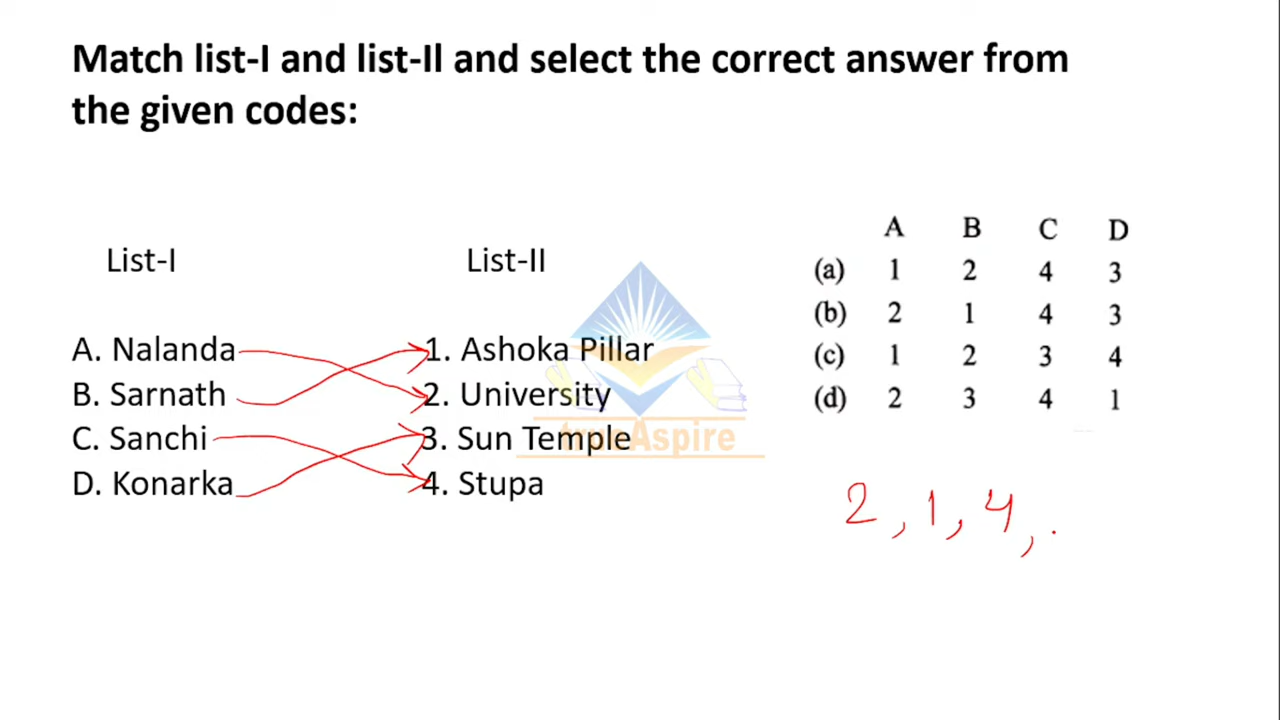 Match list-I and list-II and select the correct answer from
the given codes:
List-I
List-II
A. Nalanda
B. Sarnath
C. Sanchi
D. Konarka
1. Ashoka Pillar
2. University
3. Sun Temple
4. Stupa
A B C D
(a) 1 2 4 3
(b) 2 1 4 3
(c) 1 2 3 4
(d) 2 3 4 1
2, 1, 4,
trueAspire